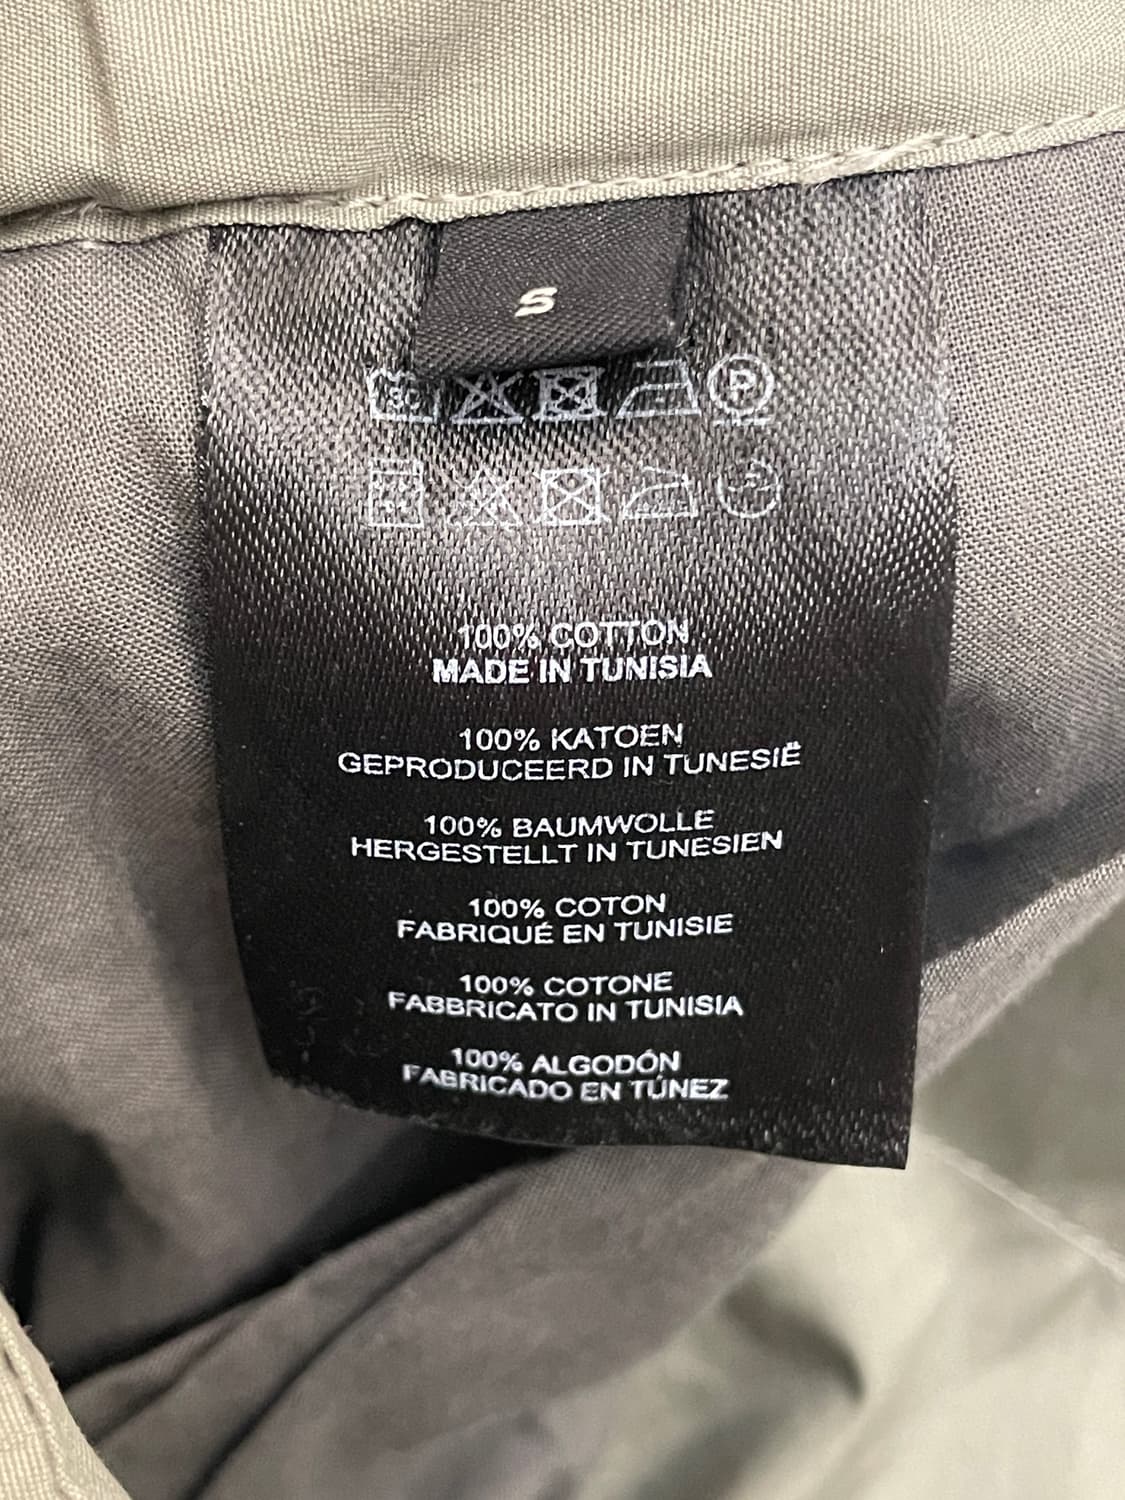 S
30
P
100% COTTON
MADE IN TUNISIA
100% KATOEN
GEPRODUCEERD IN TUNESIË
100% BAUMWOLLE
HERGESTELLT IN TUNESIEN
100% COTON
FABRIQUÉ EN TUNISIE
100% COTONE
FABBRICATO IN TUNISIA
100% ALGODÓN
FABRICADO EN TÚNEZ